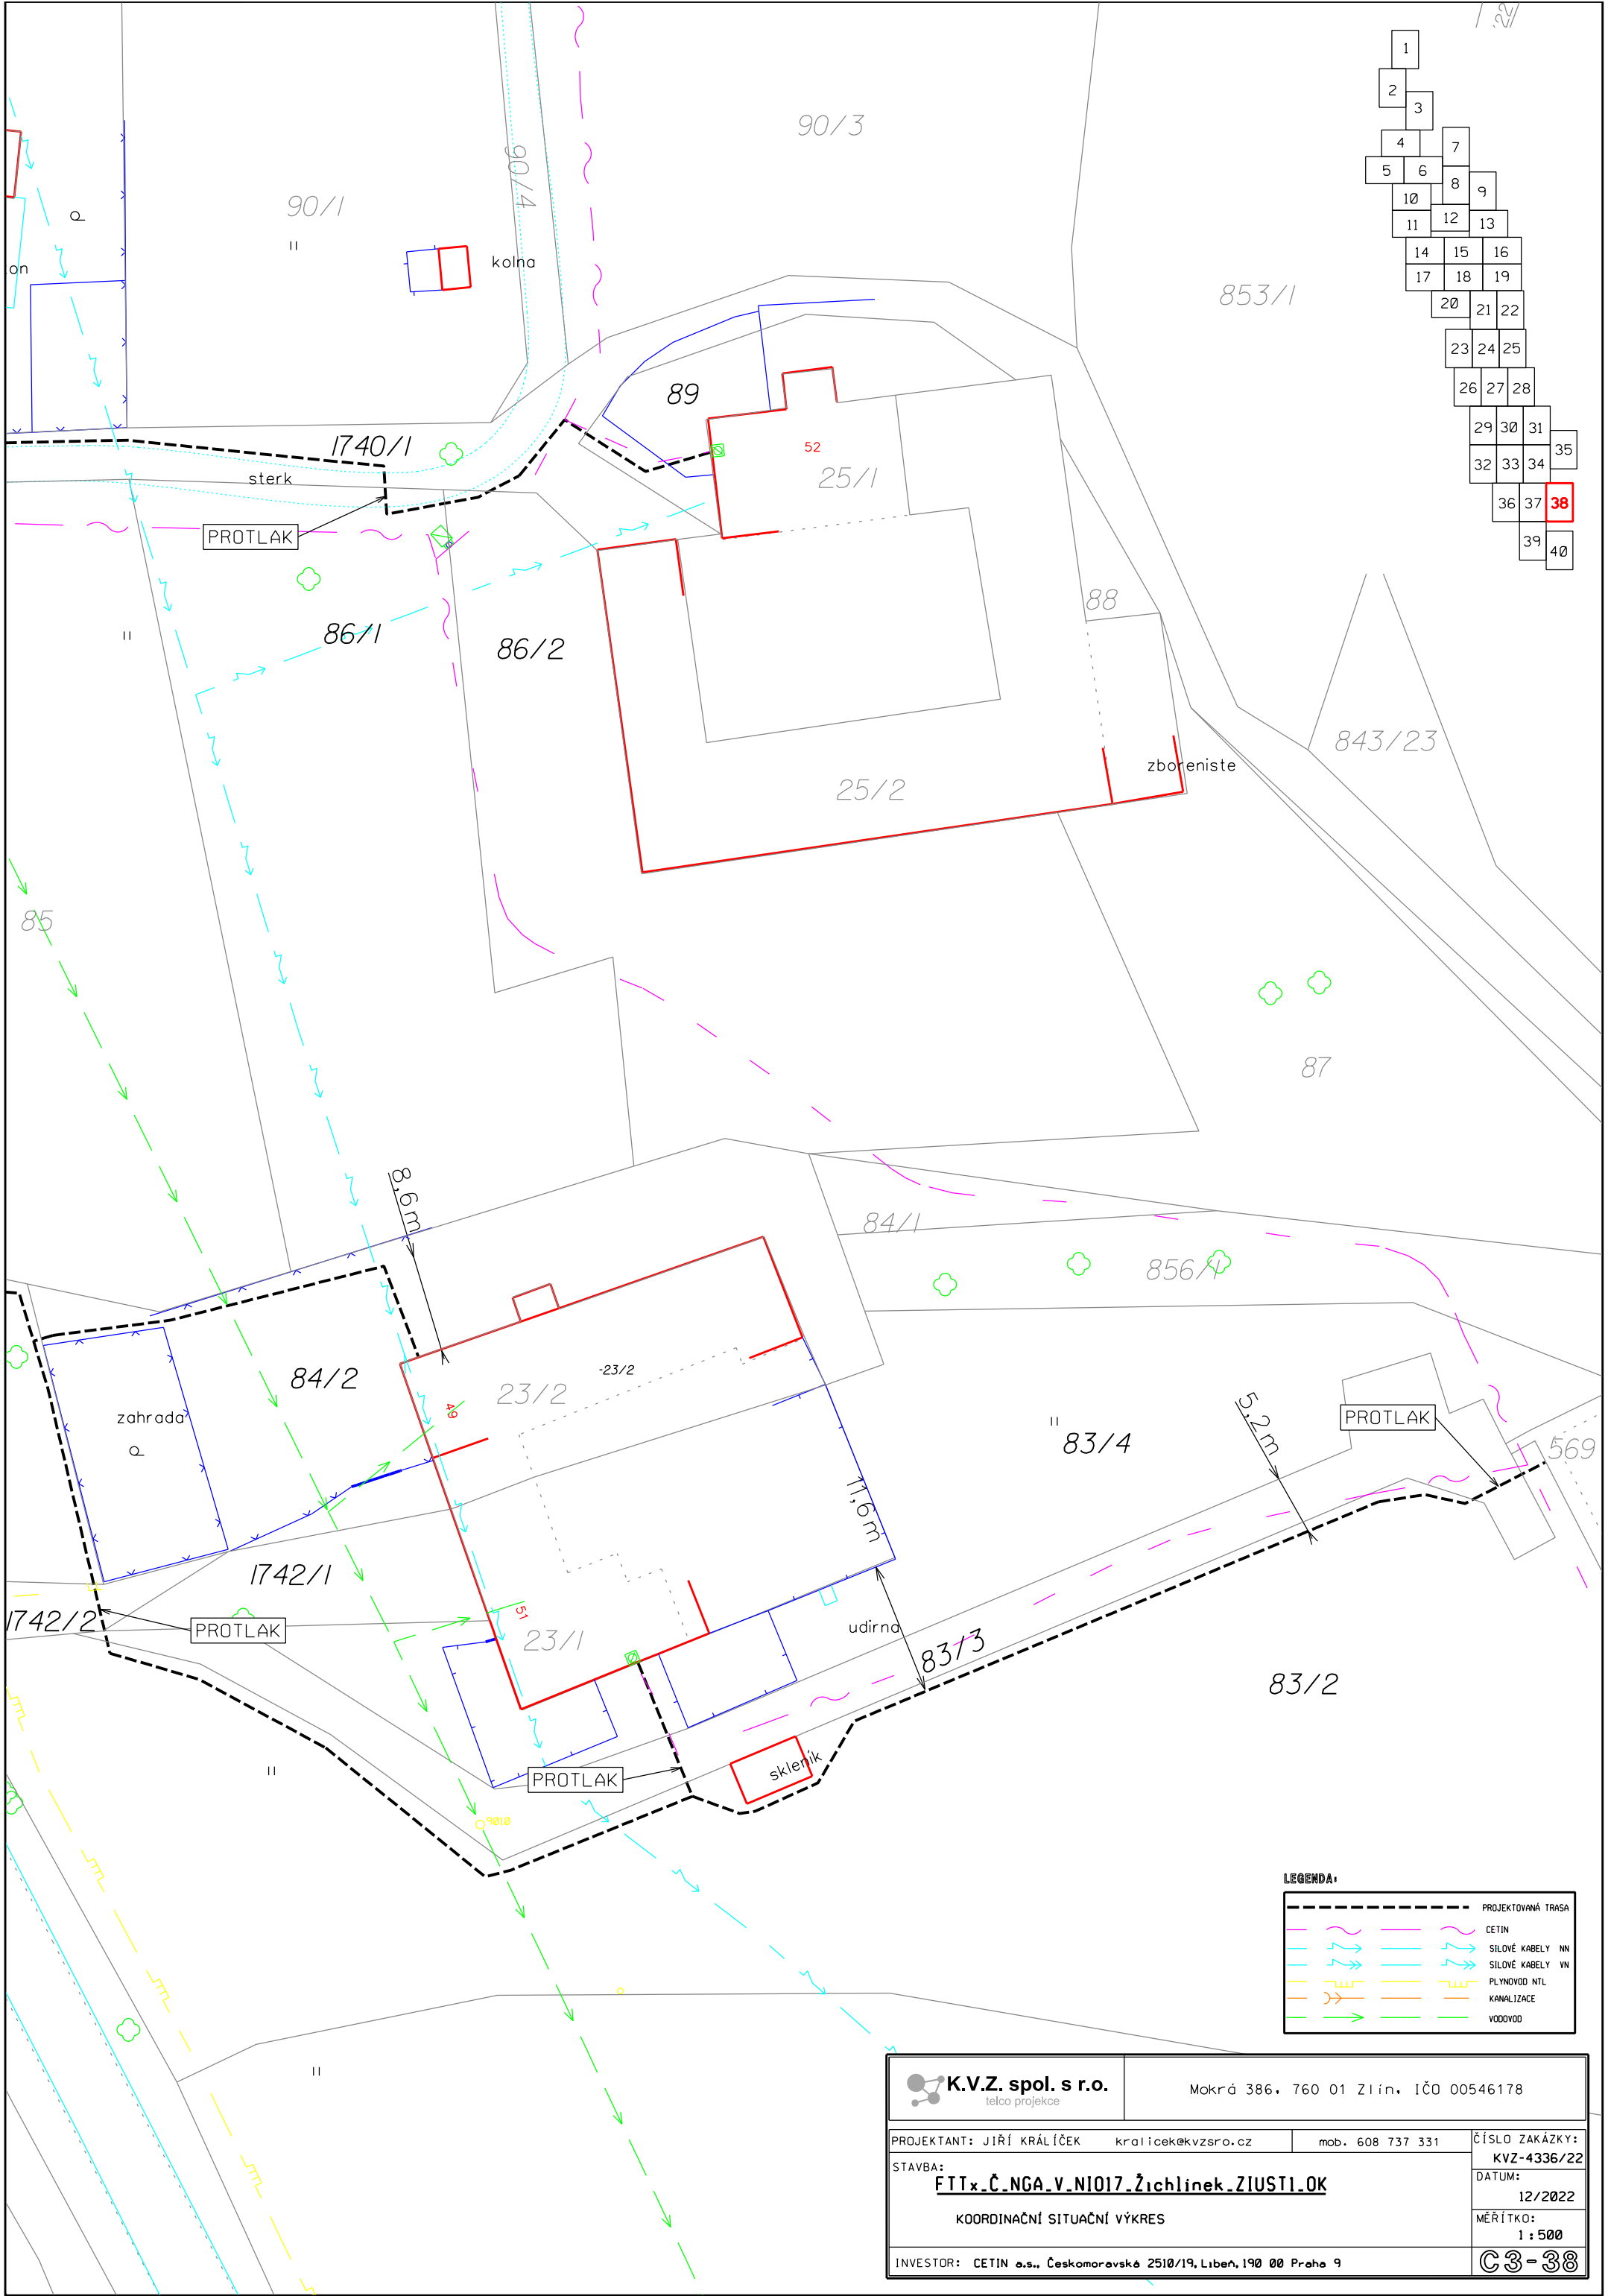 90/3
90/4
90/1
kolna
on
853/1
89
52
25/1
1740/1
sterk
PROTLAK
86/1
86/2
88
843/23
zboreniste
25/2
85
87
8,6m
84/1
856/1
84/2
23/2
-23/2
49
zahrada
83/4
5,2m
PROTLAK
569
11,6m
1742/1
1742/2
PROTLAK
51
23/1
udirna
83/3
83/2
PROTLAK
skleník
9010
1
2
3
4
7
5
6
8
9
10
11
12
13
14
15
16
17
18
19
20
21
22
23
24
25
26
27
28
29
30
31
35
32
33
34
36
37
38
39
40
LEGENDA:
PROJEKTOVANÁ TRASA
CETIN
SILOVÉ KABELY NN
SILOVÉ KABELY VN
PLYNOVOD NTL
KANALIZACE
VODOVOD
K.V.Z. spol. s r.o.
telco projekce
Mokrá 386, 760 01 Zlín, IČO 00546178
PROJEKTANT: JIŘÍ KRÁLÍČEK kralicek@kvzsro.cz mob. 608 737 331
ČÍSLO ZAKÁZKY:
KVZ-4336/22
STAVBA:
FTTx_Č_NGA_V_NIO17_Žichlínek_ZIUST1_OK
DATUM:
12/2022
KOORDINAČNÍ SITUAČNÍ VÝKRES
MĚŘÍTKO:
1:500
INVESTOR: CETIN a.s., Českomoravská 2510/19, Libeň, 190 00 Praha 9
C3-38